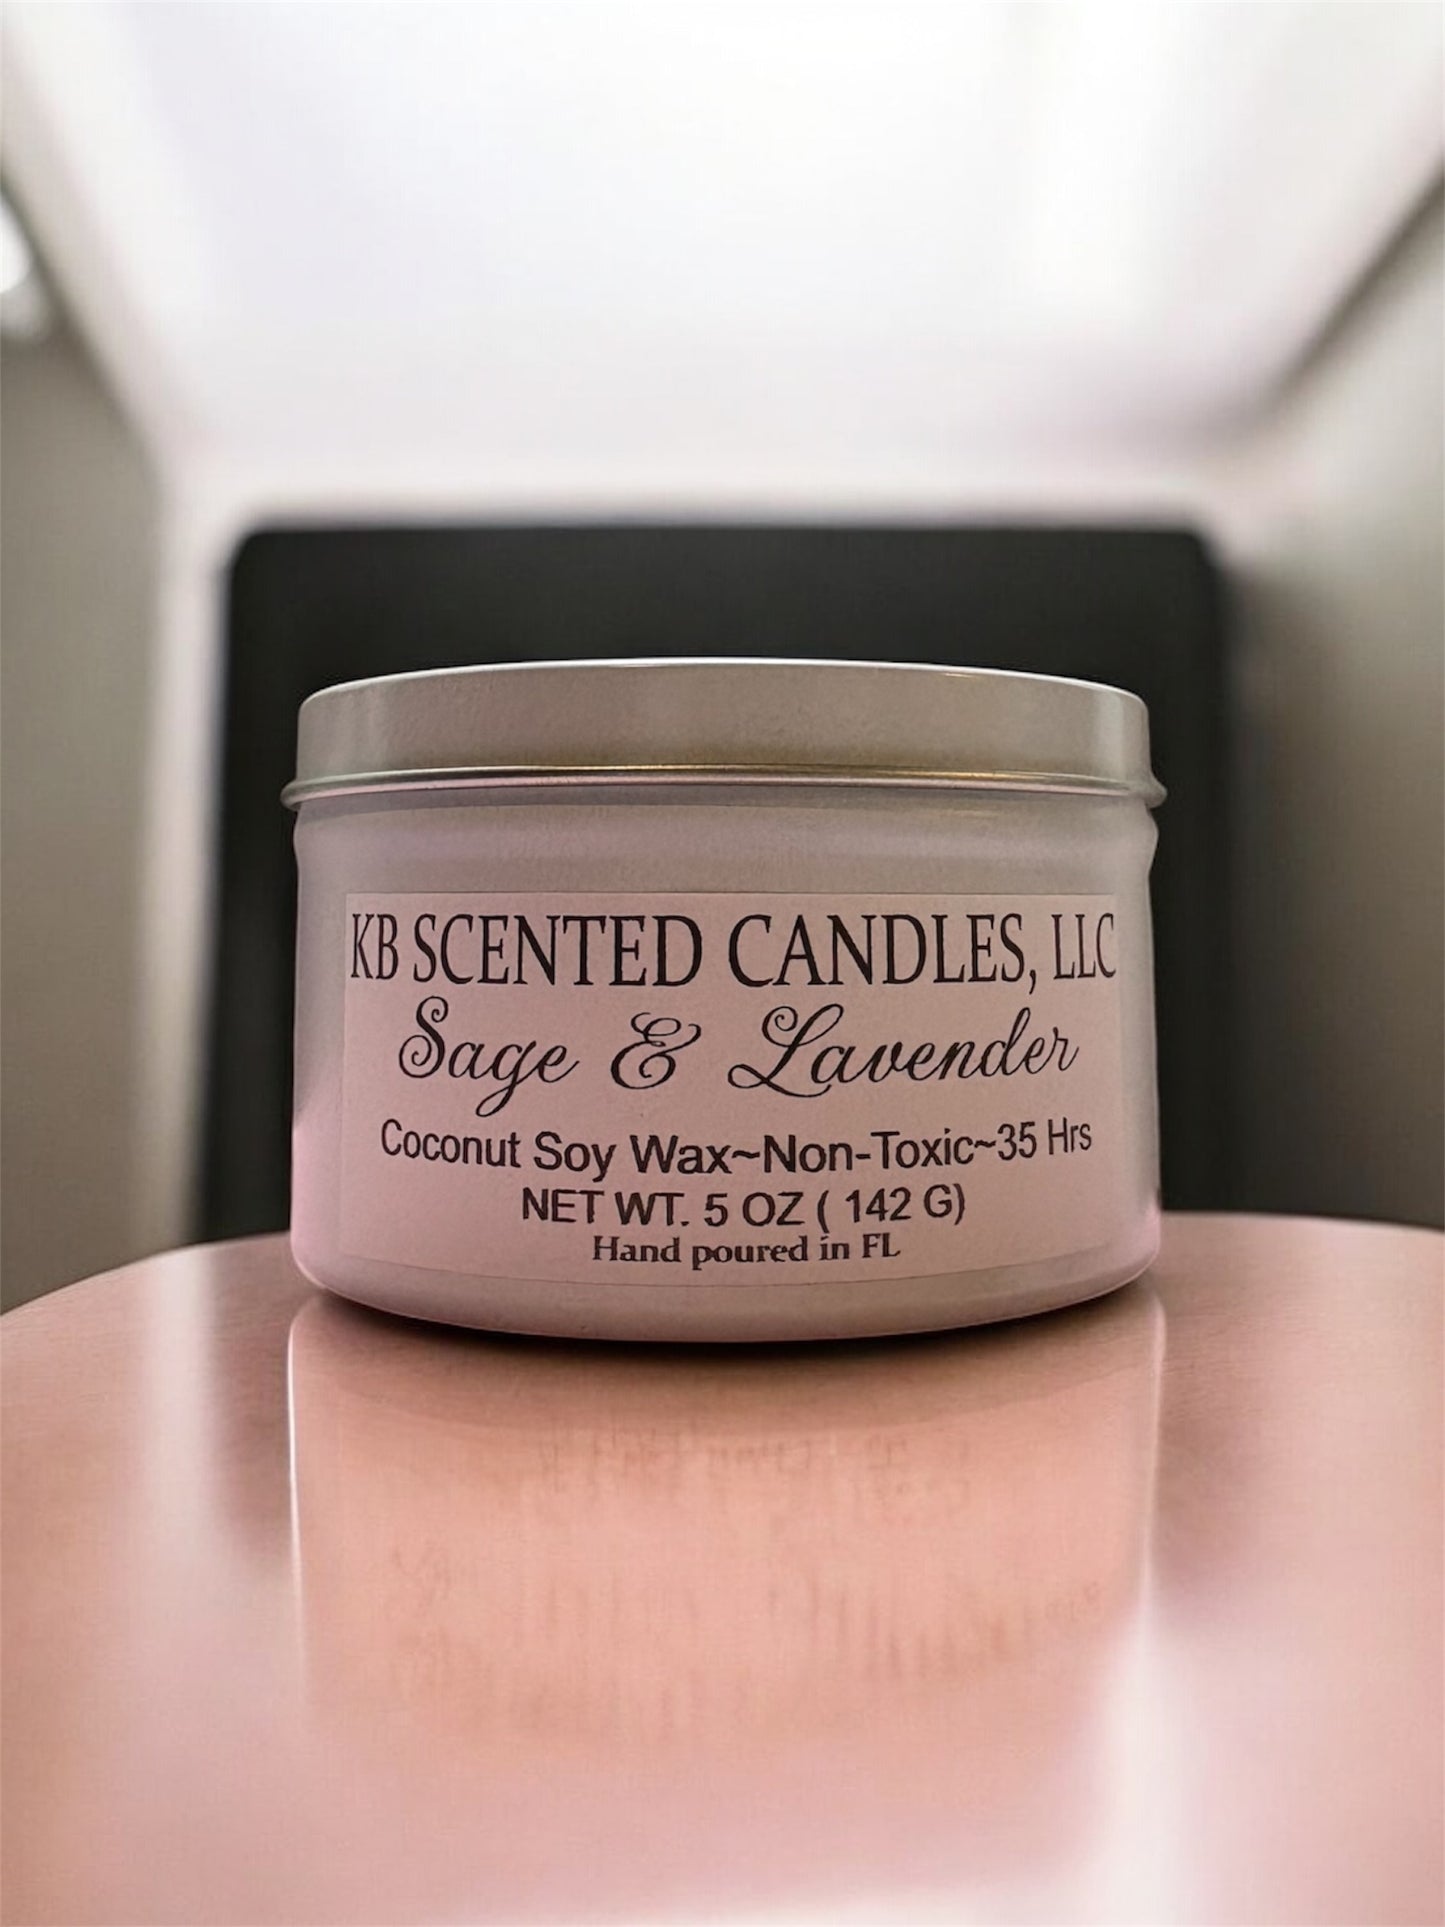 KB SCENTED CANDLES, LLC
Sage & Lavender
Coconut Soy Wax~Non-Toxic~35 Hrs
NET WT. 5 OZ ( 142 G)
Hand poured in FL